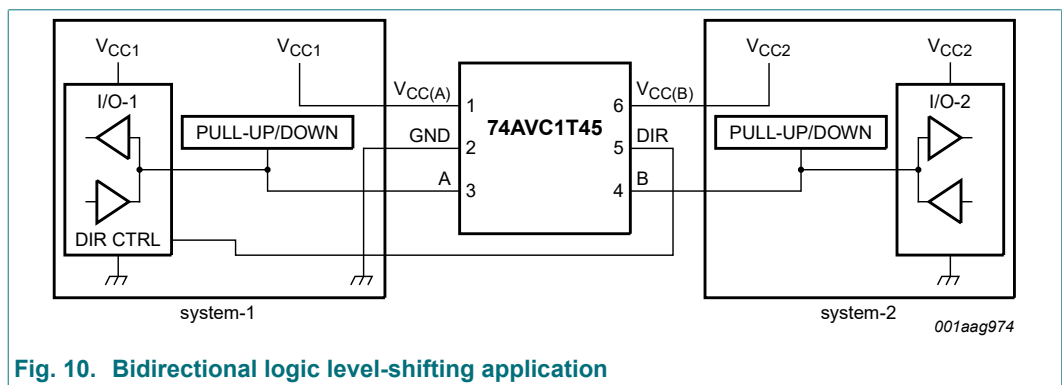 VCC1
VCC1
VCC2
VCC2
I/O-1
PULL-UP/DOWN
DIR CTRL
VCC(A)
GND
A
1
2
3
74AVC1T45
6
5
4
VCC(B)
DIR
B
PULL-UP/DOWN
I/O-2
system-1
system-2
001aag974
Fig. 10. Bidirectional logic level-shifting application